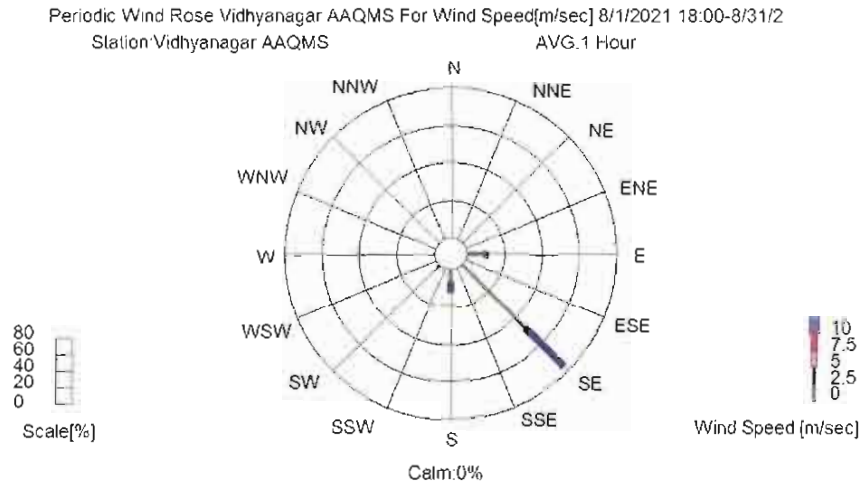 Periodic Wind Rose Vidhyanagar AAQMS For Wind Speed[m/sec] 8/1/2021 18:00-8/31/2
Station:Vidhyanagar AAQMS AVG.1 Hour
N
NNW NNE
NW NE
WNW ENE
W E
WSW ESE
SW SE
SSW SSE
S
80
60
40
20
0
Scale[%]
10
7.5
5
2.5
0
Wind Speed [m/sec]
Calm:0%